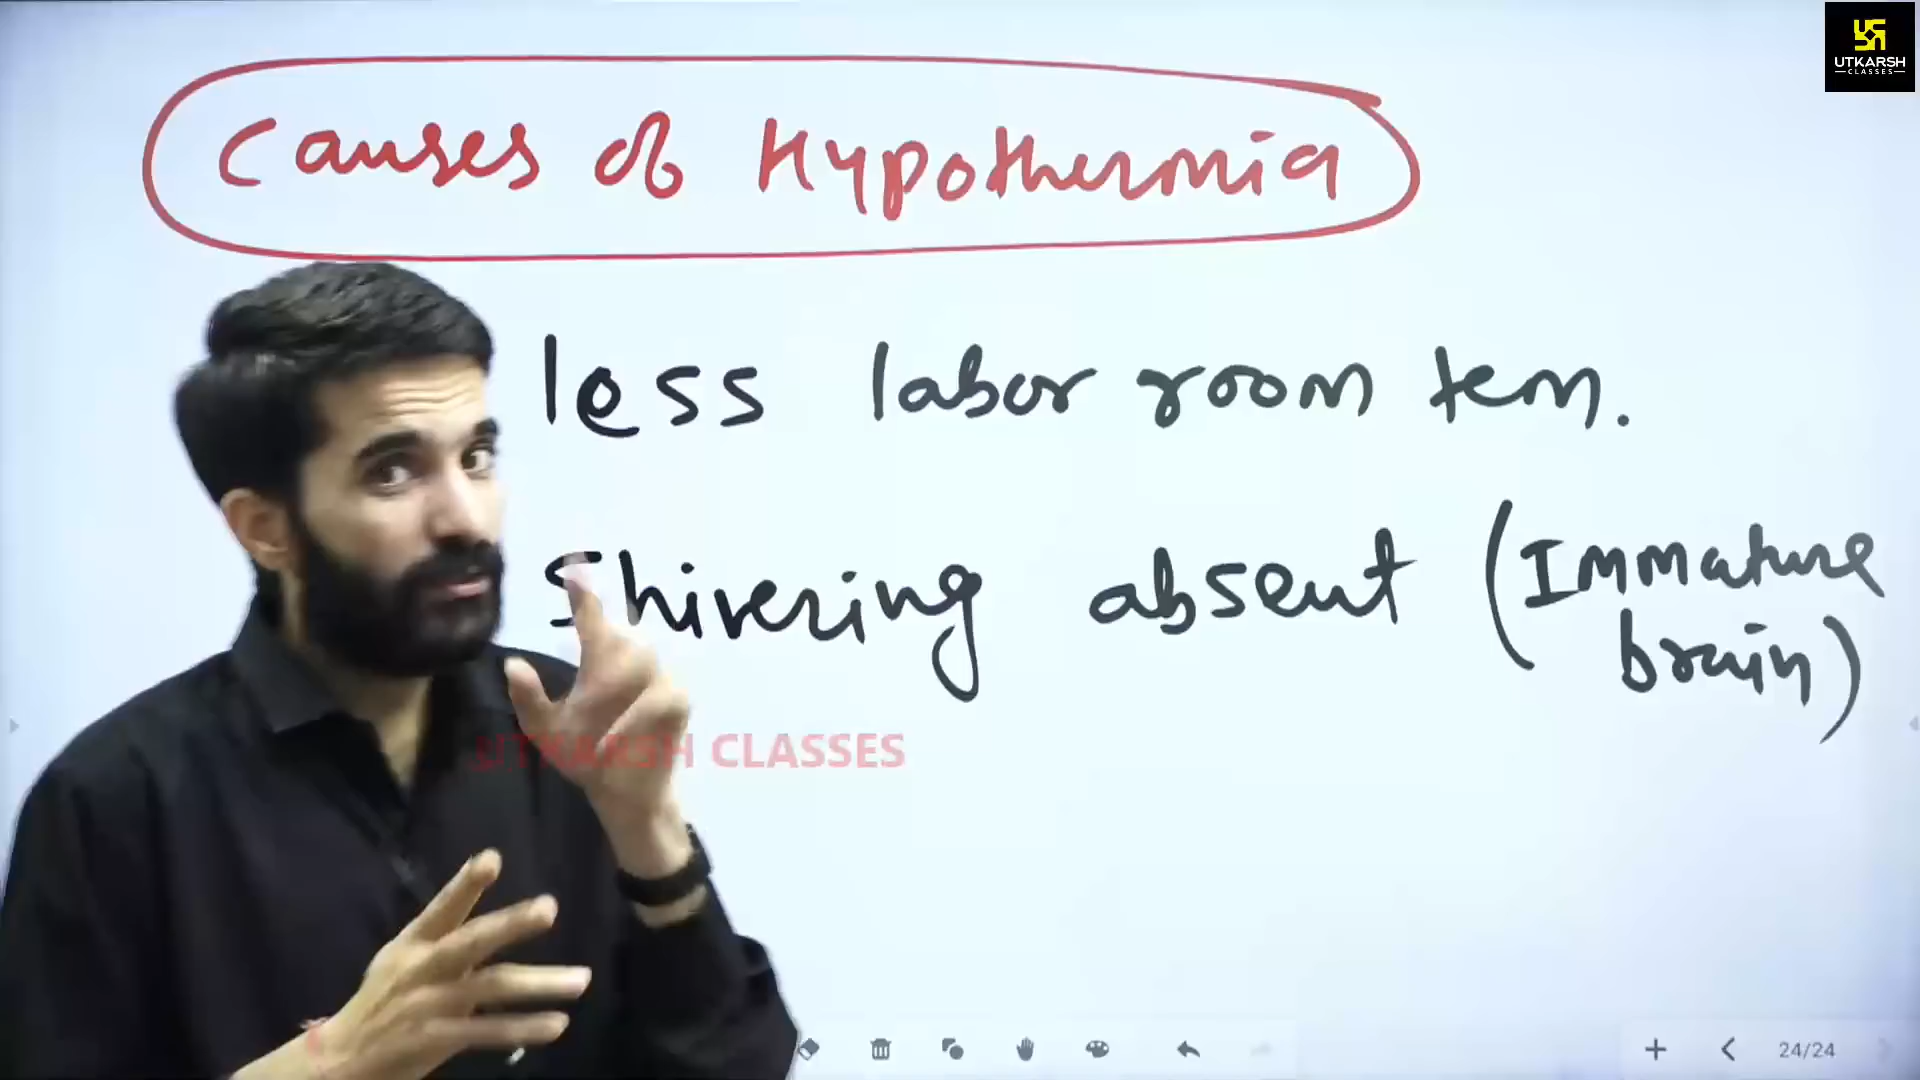 UTKARSH
CLASSES
Causes of Hypothermia
less labor room tem.
Shivering absent (Immature
brain)
UTKARSH CLASSES
24/24